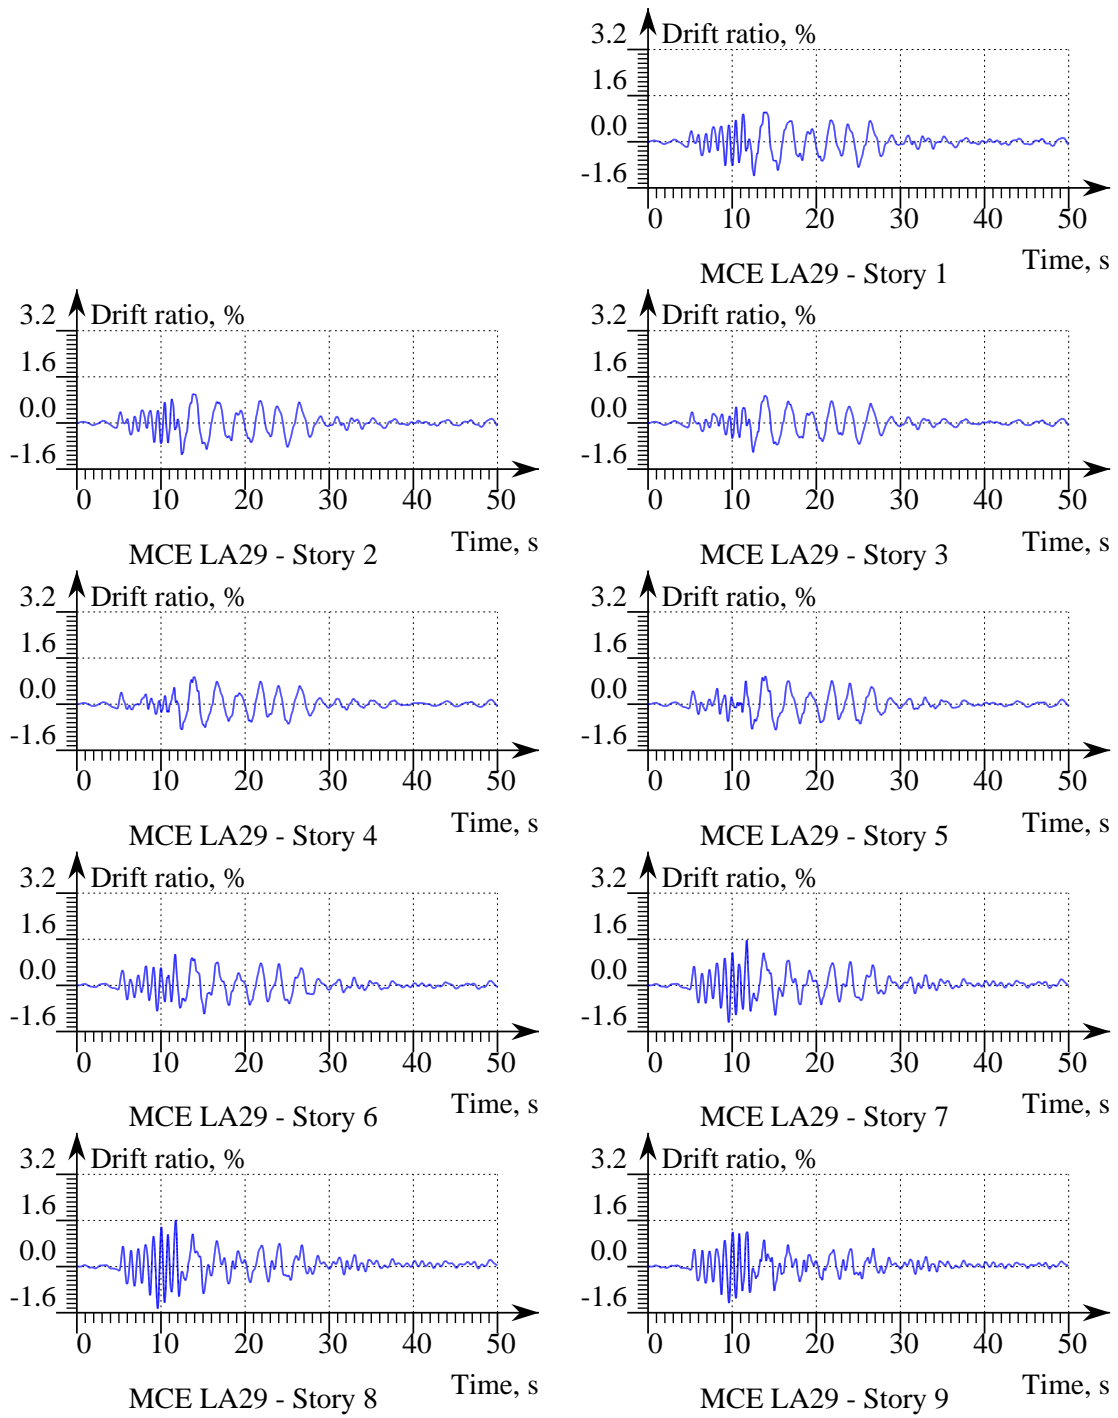 3.2 Drift ratio, %
1.6
0.0
-1.6
0 10 20 30 40 50
Time, s
MCE LA29 - Story 1
3.2 Drift ratio, %
1.6
0.0
-1.6
0 10 20 30 40 50
Time, s
MCE LA29 - Story 2
3.2 Drift ratio, %
1.6
0.0
-1.6
0 10 20 30 40 50
Time, s
MCE LA29 - Story 3
3.2 Drift ratio, %
1.6
0.0
-1.6
0 10 20 30 40 50
Time, s
MCE LA29 - Story 4
3.2 Drift ratio, %
1.6
0.0
-1.6
0 10 20 30 40 50
Time, s
MCE LA29 - Story 5
3.2 Drift ratio, %
1.6
0.0
-1.6
0 10 20 30 40 50
Time, s
MCE LA29 - Story 6
3.2 Drift ratio, %
1.6
0.0
-1.6
0 10 20 30 40 50
Time, s
MCE LA29 - Story 7
3.2 Drift ratio, %
1.6
0.0
-1.6
0 10 20 30 40 50
Time, s
MCE LA29 - Story 8
3.2 Drift ratio, %
1.6
0.0
-1.6
0 10 20 30 40 50
Time, s
MCE LA29 - Story 9